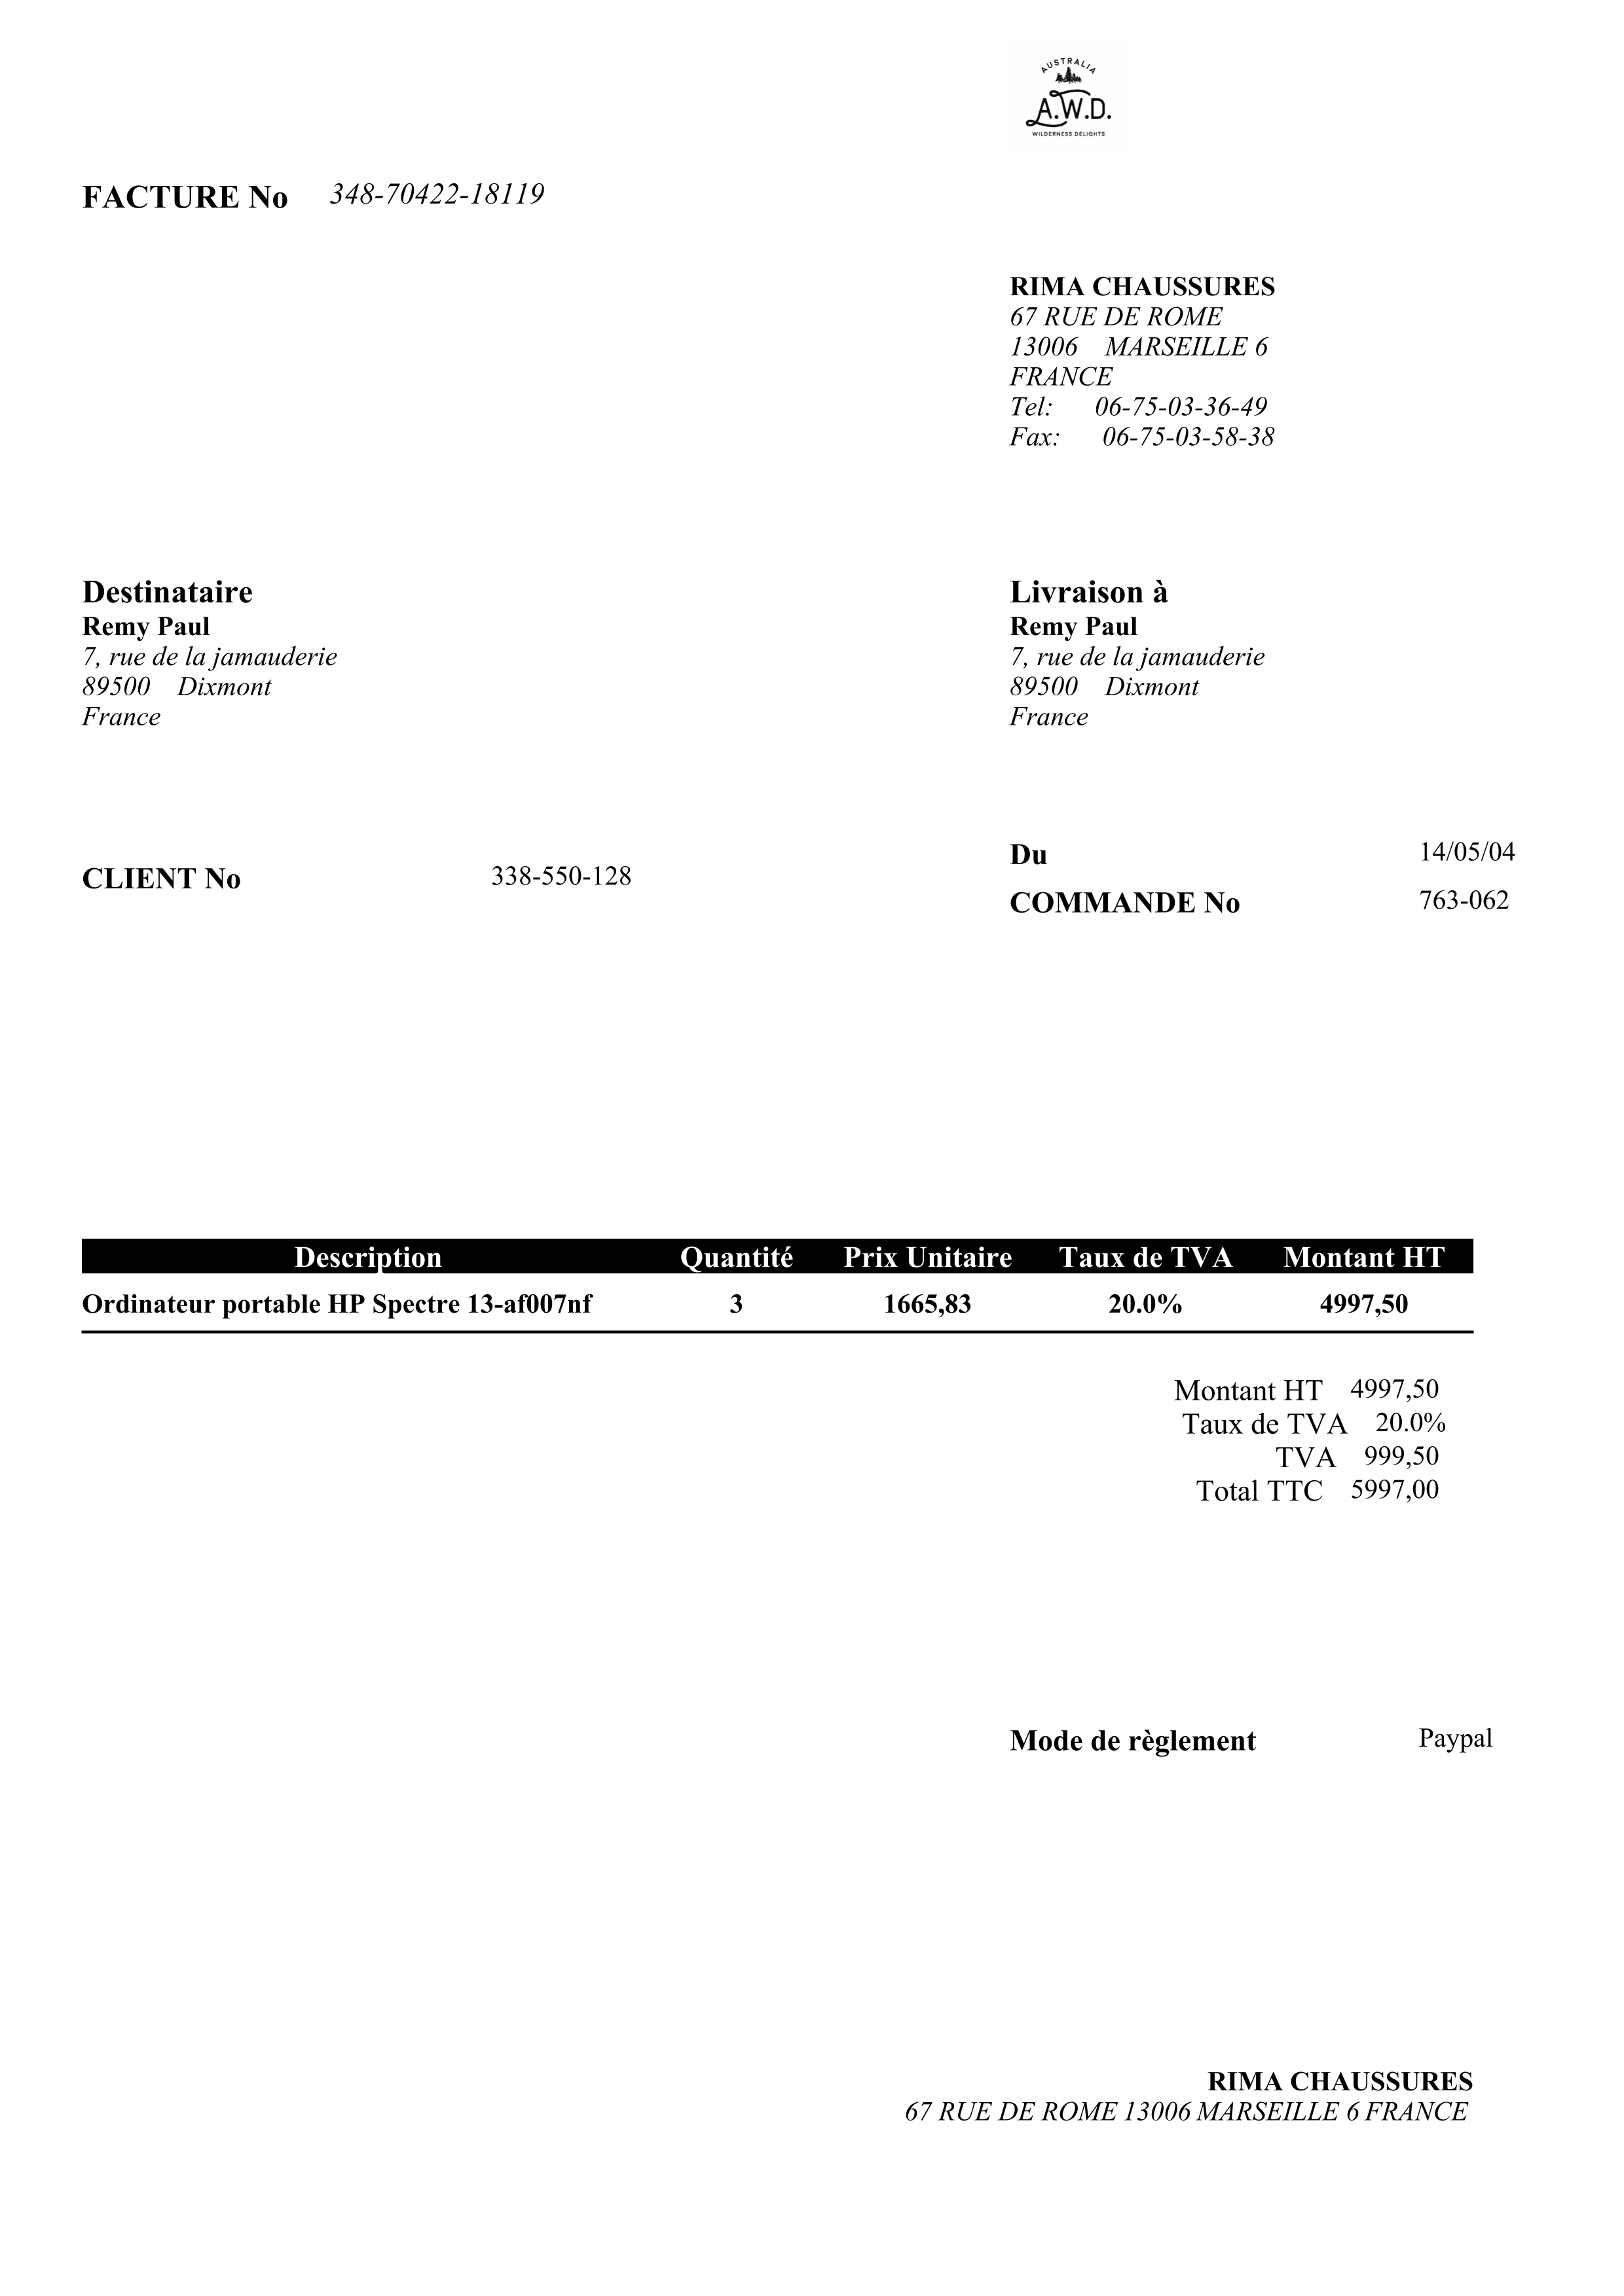 AUSTRALIA
A.W.D.
WILDERNESS DELIGHTS
FACTURE No 348-70422-18119
RIMA CHAUSSURES
67 RUE DE ROME
13006 MARSEILLE 6
FRANCE
Tel: 06-75-03-36-49
Fax: 06-75-03-58-38
Destinataire
Remy Paul
7, rue de la jamauderie
89500 Dixmont
France
Livraison à
Remy Paul
7, rue de la jamauderie
89500 Dixmont
France
CLIENT No 338-550-128
Du 14/05/04
COMMANDE No 763-062
Description Quantité Prix Unitaire Taux de TVA Montant HT
Ordinateur portable HP Spectre 13-af007nf 3 1665,83 20.0% 4997,50
Montant HT 4997,50
Taux de TVA 20.0%
TVA 999,50
Total TTC 5997,00
Mode de règlement Paypal
RIMA CHAUSSURES
67 RUE DE ROME 13006 MARSEILLE 6 FRANCE